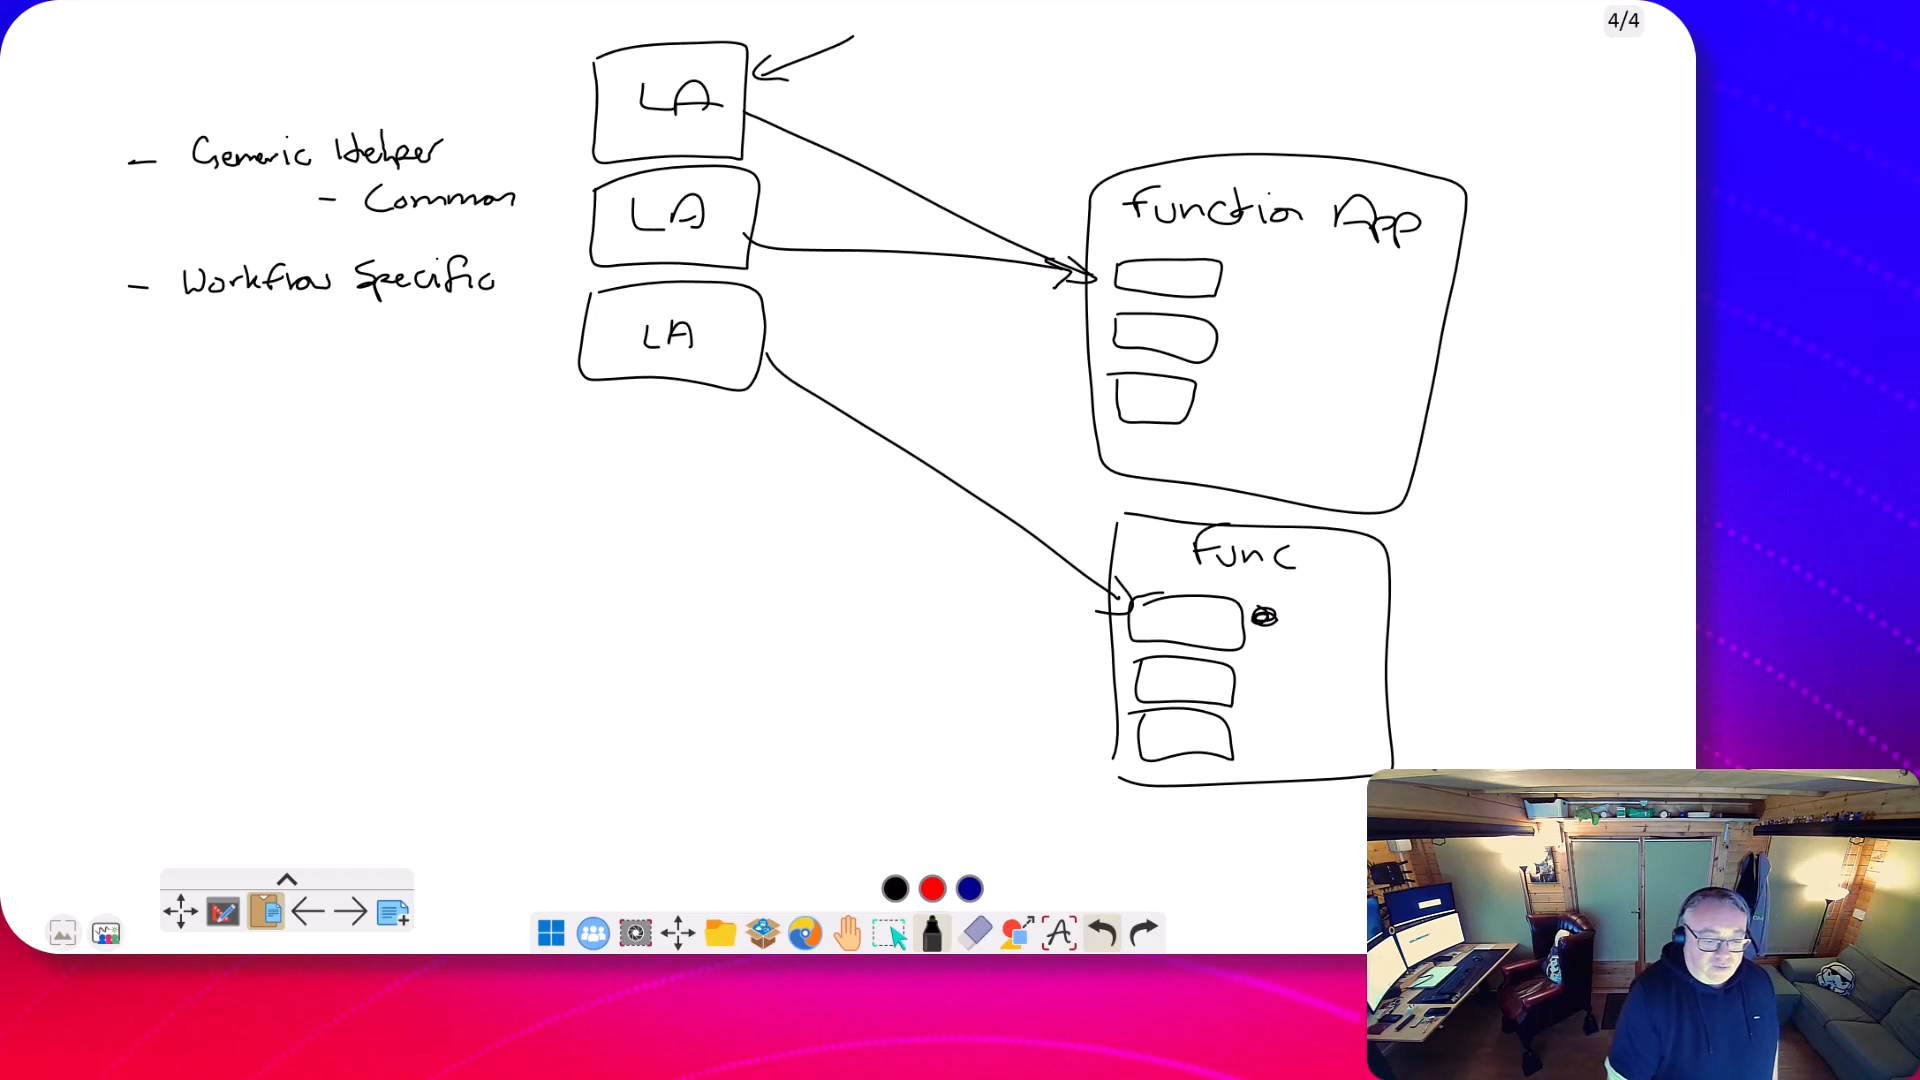 4/4
LA
- Generic Helper
- Common
LA
- Workflow Specific
LA
Function App
Func